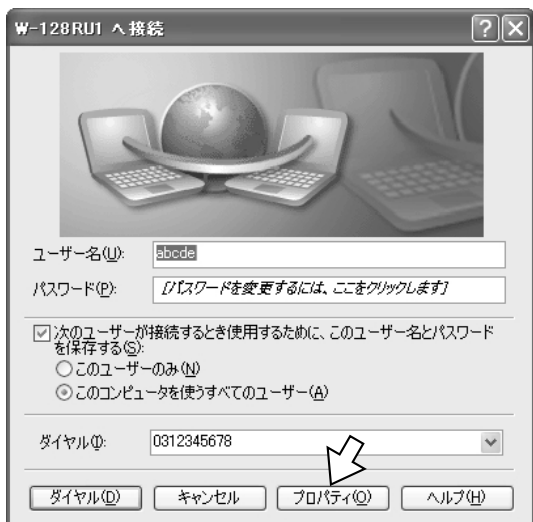 W-128RU1 へ接続
ユーザー名(U):
abcde
パスワード(P):
[パスワードを変更するには、ここをクリックします]
次のユーザーが接続するとき使用するために、このユーザー名とパスワード
を保存する(S):
このユーザーのみ(N)
このコンピュータを使うすべてのユーザー(A)
ダイヤル(I):
0312345678
ダイヤル(D)
キャンセル
プロパティ(O)
ヘルプ(H)